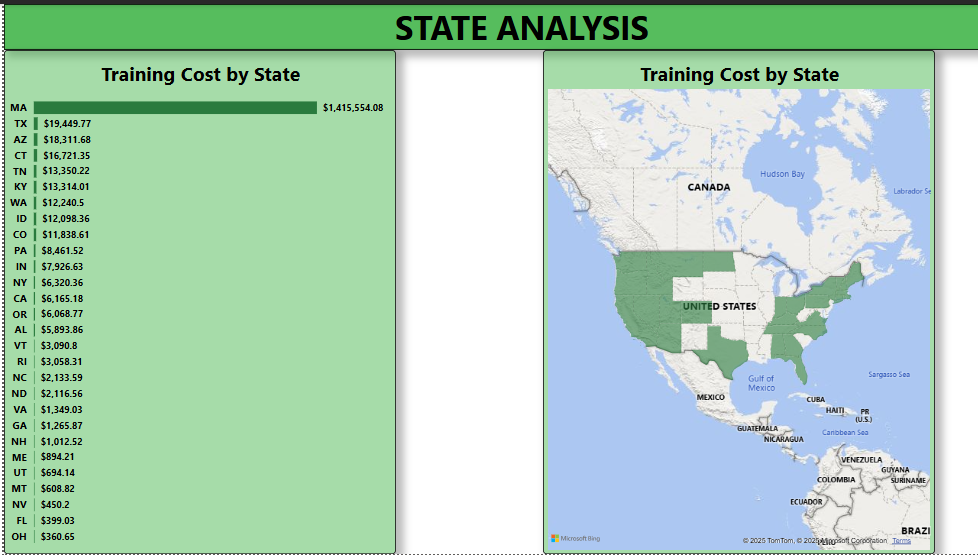 STATE ANALYSIS
Training Cost by State
MA $1,415,554.08
TX $19,449.77
AZ $18,311.68
CT $16,721.35
TN $13,350.22
KY $13,314.01
WA $12,240.5
ID $12,098.36
CO $11,838.61
PA $8,461.52
IN $7,926.63
NY $6,320.36
CA $6,165.18
OR $6,068.77
AL $5,893.86
VT $3,090.8
RI $3,058.31
NC $2,133.59
ND $2,116.56
VA $1,349.03
GA $1,265.87
NH $1,012.52
ME $894.21
UT $694.14
MT $608.82
NV $450.2
FL $399.03
OH $360.65
Training Cost by State
Hudson Bay
CANADA
Labrador Se
UNITED STATES
Gulf of
Mexico
Sargasso Sea
MEXICO
CUBA
HAITI
PR
(U.S.)
GUATEMALA
Caribbean Sea
NICARAGUA
VENEZUELA
GUYANA
COLOMBIA
SURINAME
ECUADOR
BRAZI
Microsoft Bing
© 2025 TomTom, © 2025 Microsoft Corporation Terms